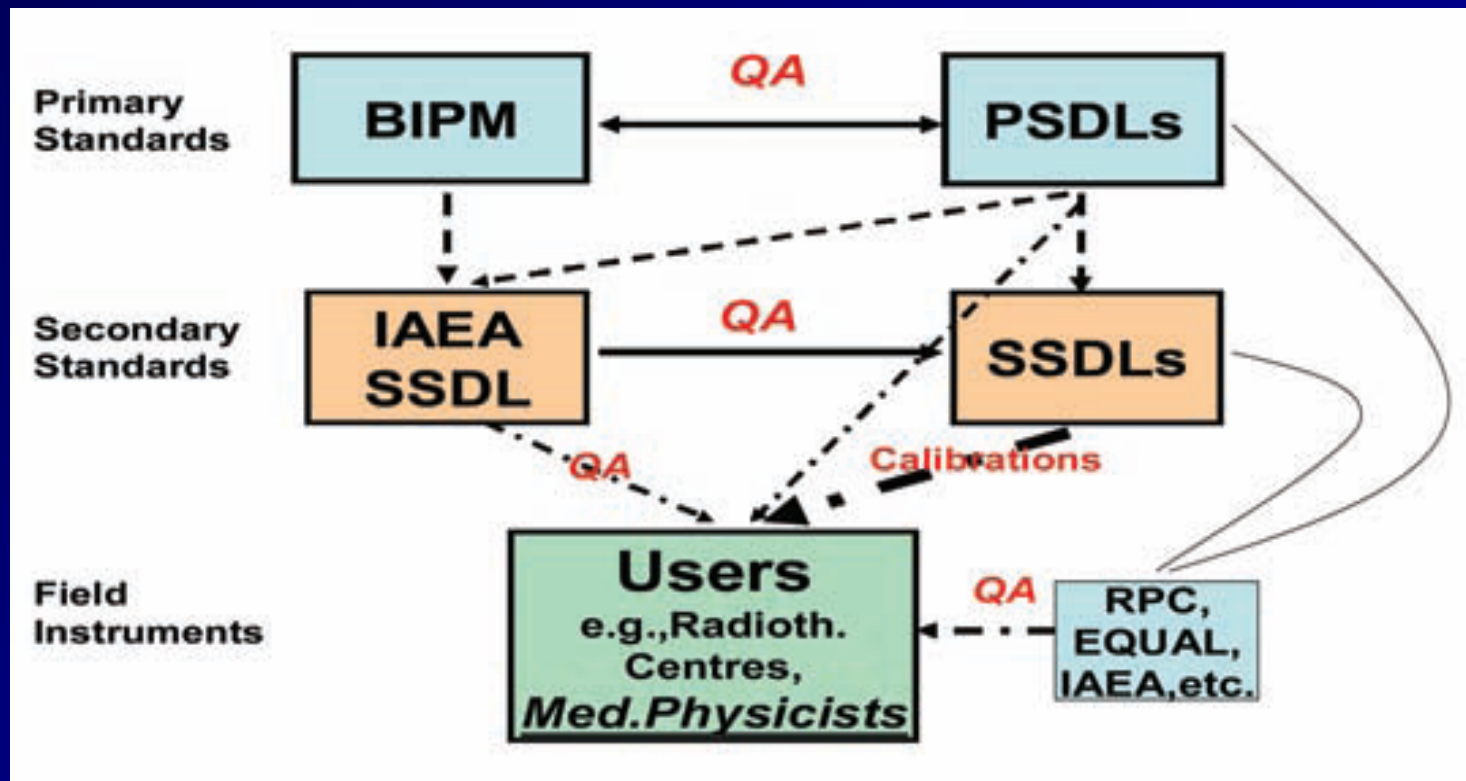 QA
Primary
Standards
BIPM
PSDLs
Secondary
Standards
IAEA
SSDL
QA
SSDLs
QA
Calibrations
Field
Instruments
Users
e.g.,Radioth.
Centres,
Med.Physicists
QA
RPC,
EQUAL,
IAEA,etc.